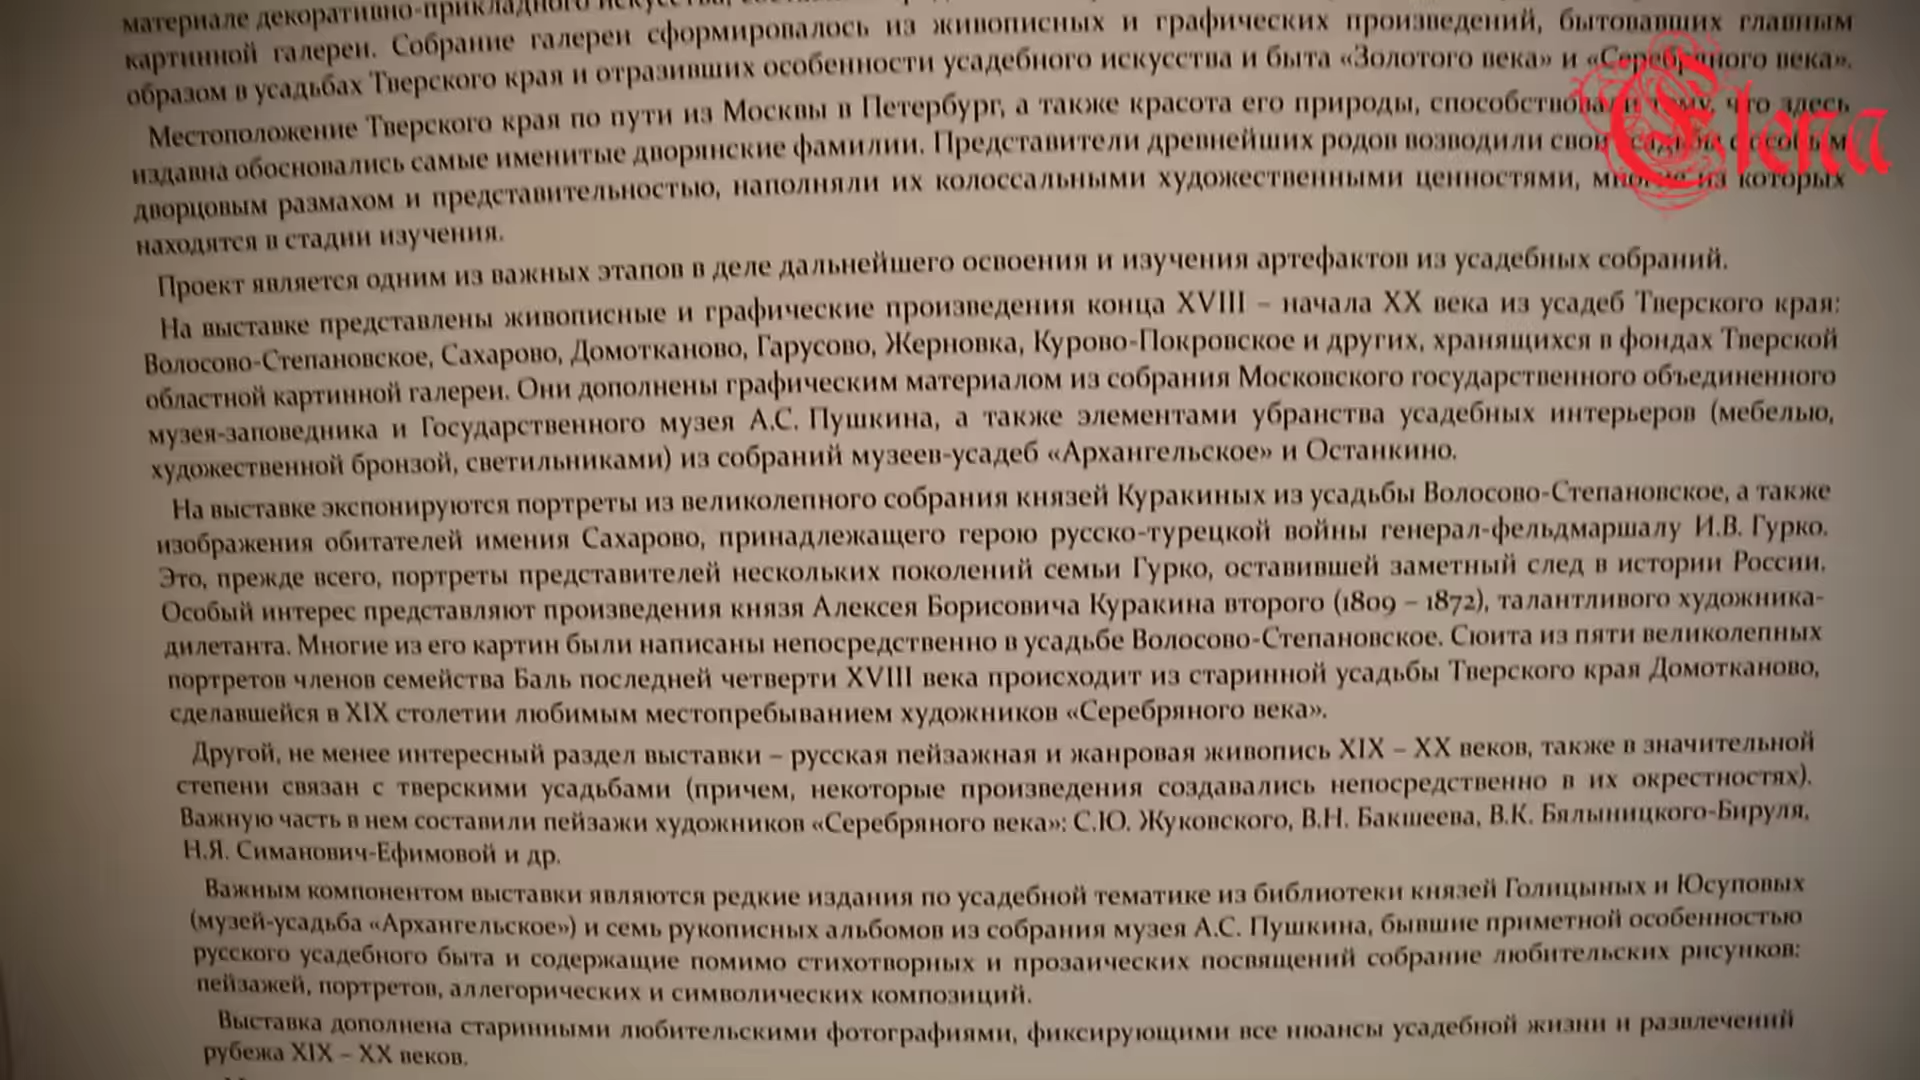 материале декоративно-прикладного искусства,
картинной галереи. Собрание галереи сформировалось из живописных и графических произведений, бытовавших главным
образом в усадьбах Тверского края и отразивших особенности усадебного искусства и быта «Золотого века» и «Серебряного века».
Местоположение Тверского края по пути из Москвы в Петербург, а также красота его природы, способствовали тому, что здесь
издавна обосновались самые именитые дворянские фамилии. Представители древнейших родов возводили свои усадьбы с особым
дворцовым размахом и представительностью, наполняли их колоссальными художественными ценностями, многие из которых
находятся в стадии изучения.
Elena
Проект является одним из важных этапов в деле дальнейшего освоения и изучения артефактов из усадебных собраний.
На выставке представлены живописные и графические произведения конца XVIII – начала XX века из усадеб Тверского края:
Волосово-Степановское, Сахарово, Домотканово, Гарусово, Жерновка, Курово-Покровское и других, хранящихся в фондах Тверской
областной картинной галереи. Они дополнены графическим материалом из собрания Московского государственного объединенного
музея-заповедника и Государственного музея А.С. Пушкина, а также элементами убранства усадебных интерьеров (мебелью,
художественной бронзой, светильниками) из собраний музеев-усадеб «Архангельское» и Останкино.
На выставке экспонируются портреты из великолепного собрания князей Куракиных из усадьбы Волосово-Степановское, а также
изображения обитателей имения Сахарово, принадлежащего герою русско-турецкой войны генерал-фельдмаршалу И.В. Гурко.
Это, прежде всего, портреты представителей нескольких поколений семьи Гурко, оставившей заметный след в истории России.
Особый интерес представляют произведения князя Алексея Борисовича Куракина второго (1809 – 1872), талантливого художника-
дилетанта. Многие из его картин были написаны непосредственно в усадьбе Волосово-Степановское. Сюита из пяти великолепных
портретов членов семейства Баль последней четверти XVIII века происходит из старинной усадьбы Тверского края Домотканово,
сделавшейся в XIX столетии любимым местопребыванием художников «Серебряного века».
Другой, не менее интересный раздел выставки – русская пейзажная и жанровая живопись XIX – XX веков, также в значительной
степени связан с тверскими усадьбами (причем, некоторые произведения создавались непосредственно в их окрестностях).
Важную часть в нем составили пейзажи художников «Серебряного века»: С.Ю. Жуковского, В.Н. Бакшеева, В.К. Бялыницкого-Бируля,
Н.Я. Симанович-Ефимовой и др.
Важным компонентом выставки являются редкие издания по усадебной тематике из библиотеки князей Голицыных и Юсуповых
(музей-усадьба «Архангельское») и семь рукописных альбомов из собрания музея А.С. Пушкина, бывшие приметной особенностью
русского усадебного быта и содержащие помимо стихотворных и прозаических посвящений собрание любительских рисунков:
пейзажей, портретов, аллегорических и символических композиций.
Выставка дополнена старинными любительскими фотографиями, фиксирующими все нюансы усадебной жизни и развлечений
рубежа XIX – XX веков.